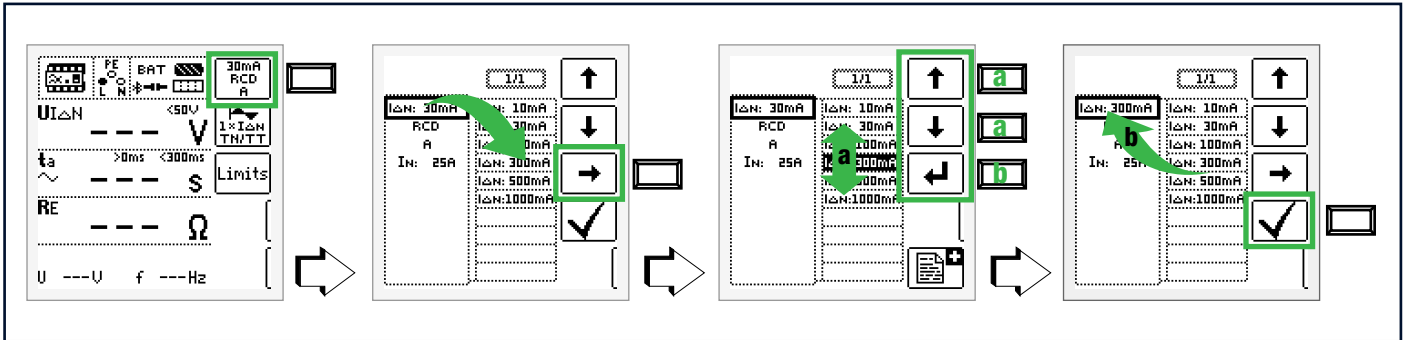 PE
L N
BAT
30mA
RCD
A
UI△N
<50V
--- V
1×I△N
TN/TT
ta
>0ms <300ms
~ --- s
Limits
RE
--- Ω
U ---V f ---Hz
1/1
I△N: 30mA
RCD
A
IN: 25A
N: 10mA
30mA
100mA
I△N: 300mA
I△N: 500mA
I△N:1000mA
1/1
I△N: 30mA
RCD
A
IN: 25A
I△N: 10mA
I△N: 30mA
100mA
a
300mA
500mA
I△N:1000mA
a
a
b
1/1
I△N:300mA
RCD
b
IN: 25A
I△N: 10mA
I△N: 30mA
100mA
I△N: 300mA
I△N: 500mA
I△N:1000mA